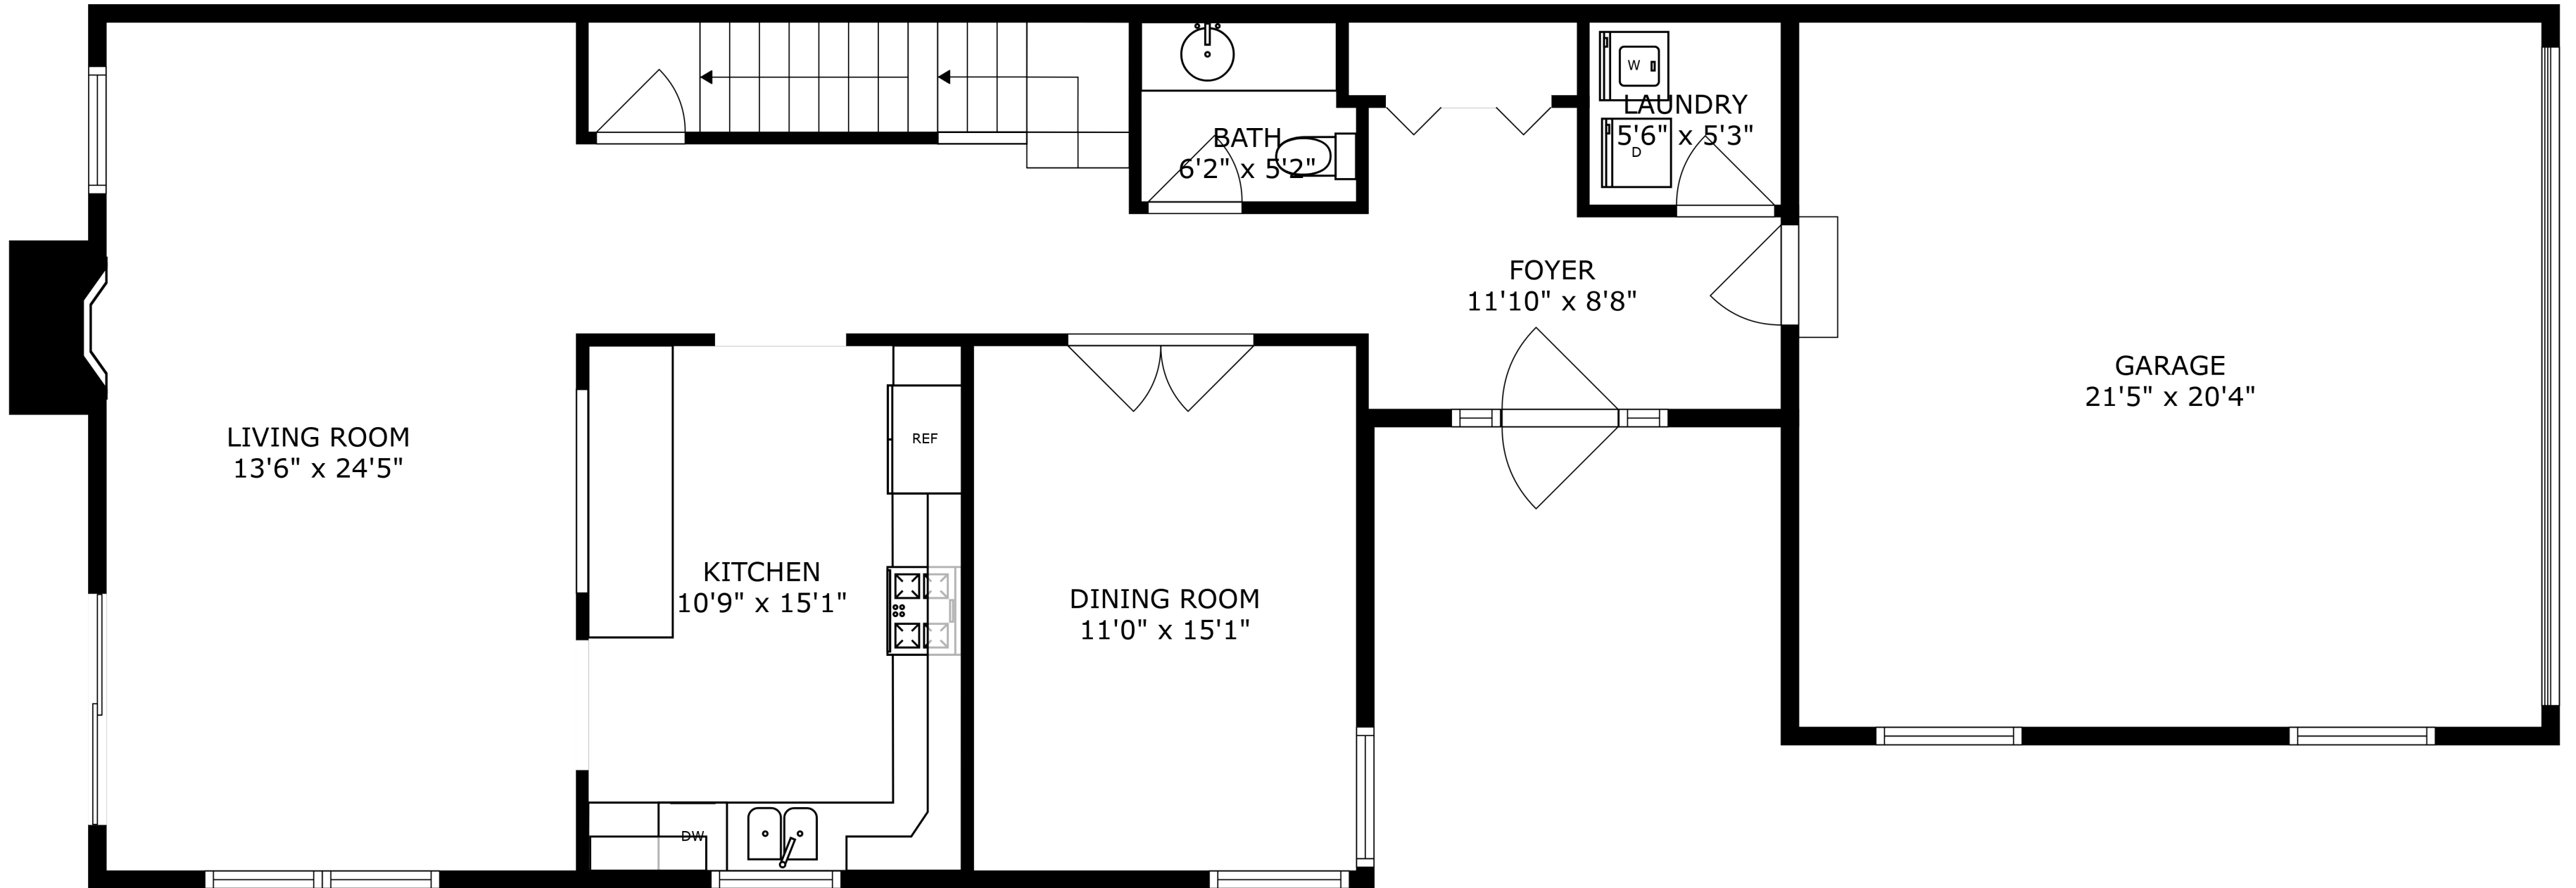 W
LAUNDRY
5'6" x 5'3"
D
BATH
6'2" x 5'2"
FOYER
11'10" x 8'8"
GARAGE
21'5" x 20'4"
LIVING ROOM
13'6" x 24'5"
REF
KITCHEN
10'9" x 15'1"
DINING ROOM
11'0" x 15'1"
DW